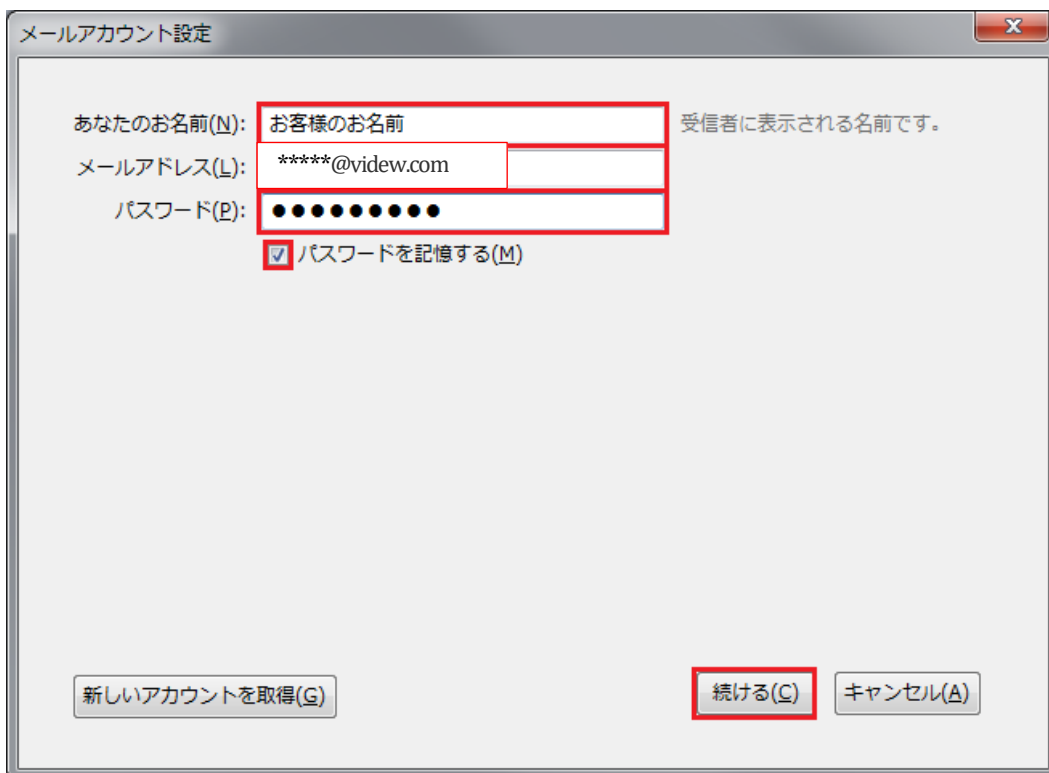 メールアカウント設定
あなたのお名前(N): お客様のお名前 受信者に表示される名前です。
メールアドレス(L): *****@videw.com
パスワード(P): ●●●●●●●●●
パスワードを記憶する(M)
新しいアカウントを取得(G) 続ける(C) キャンセル(A)